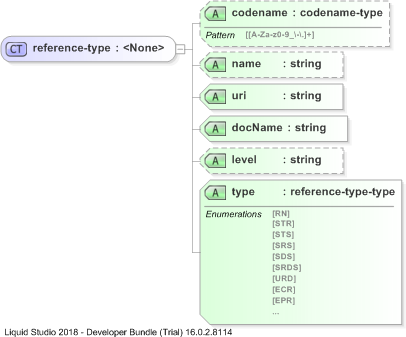 A codename : codename-type
Pattern [[A-Za-z0-9_\-\.]+]
CT reference-type : <None>
A name : string
A uri : string
A docName : string
A level : string
A type : reference-type-type
Enumerations [RN]
[STR]
[STS]
[SRS]
[SDS]
[SRDS]
[URD]
[ECR]
[EPR]
...
Liquid Studio 2018 - Developer Bundle (Trial) 16.0.2.8114